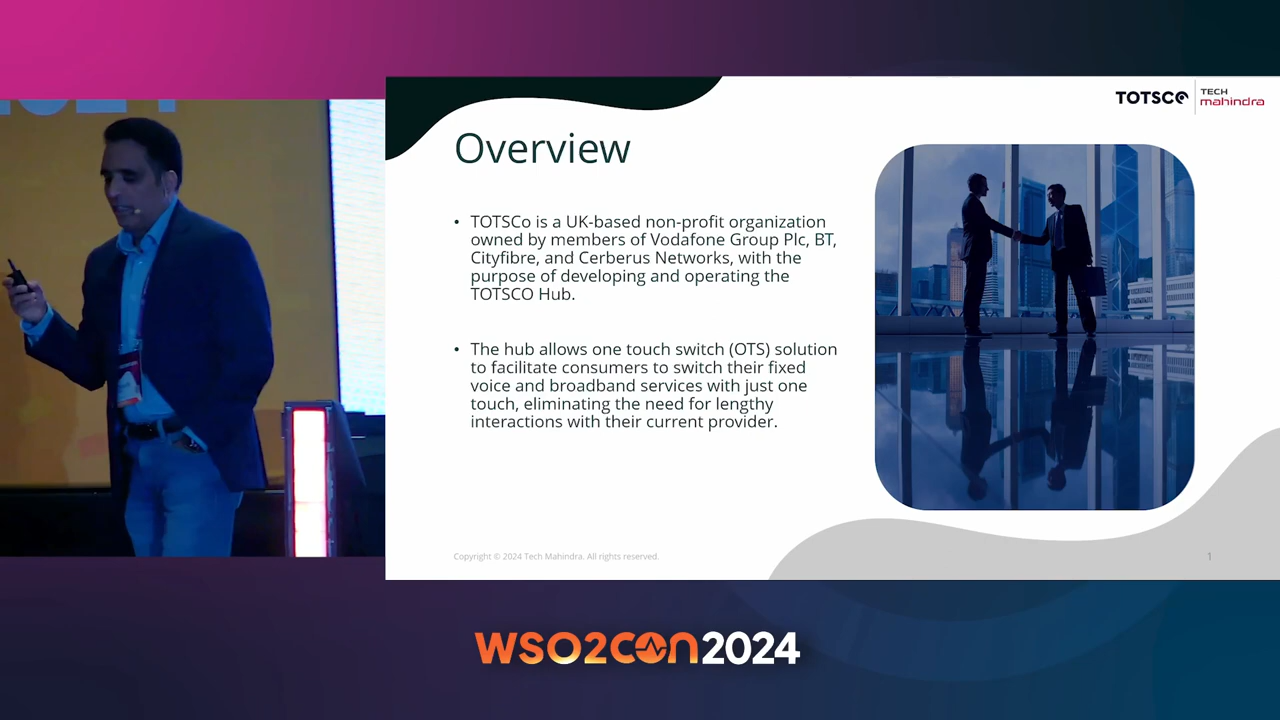 TOTSCO
TECH
mahindra
Overview
• TOTSCo is a UK-based non-profit organization
owned by members of Vodafone Group Plc, BT,
Cityfibre, and Cerberus Networks, with the
purpose of developing and operating the
TOTSCO Hub.
• The hub allows one touch switch (OTS) solution
to facilitate consumers to switch their fixed
voice and broadband services with just one
touch, eliminating the need for lengthy
interactions with their current provider.
Copyright © 2024 Tech Mahindra. All rights reserved.
1
WSO2CON2024